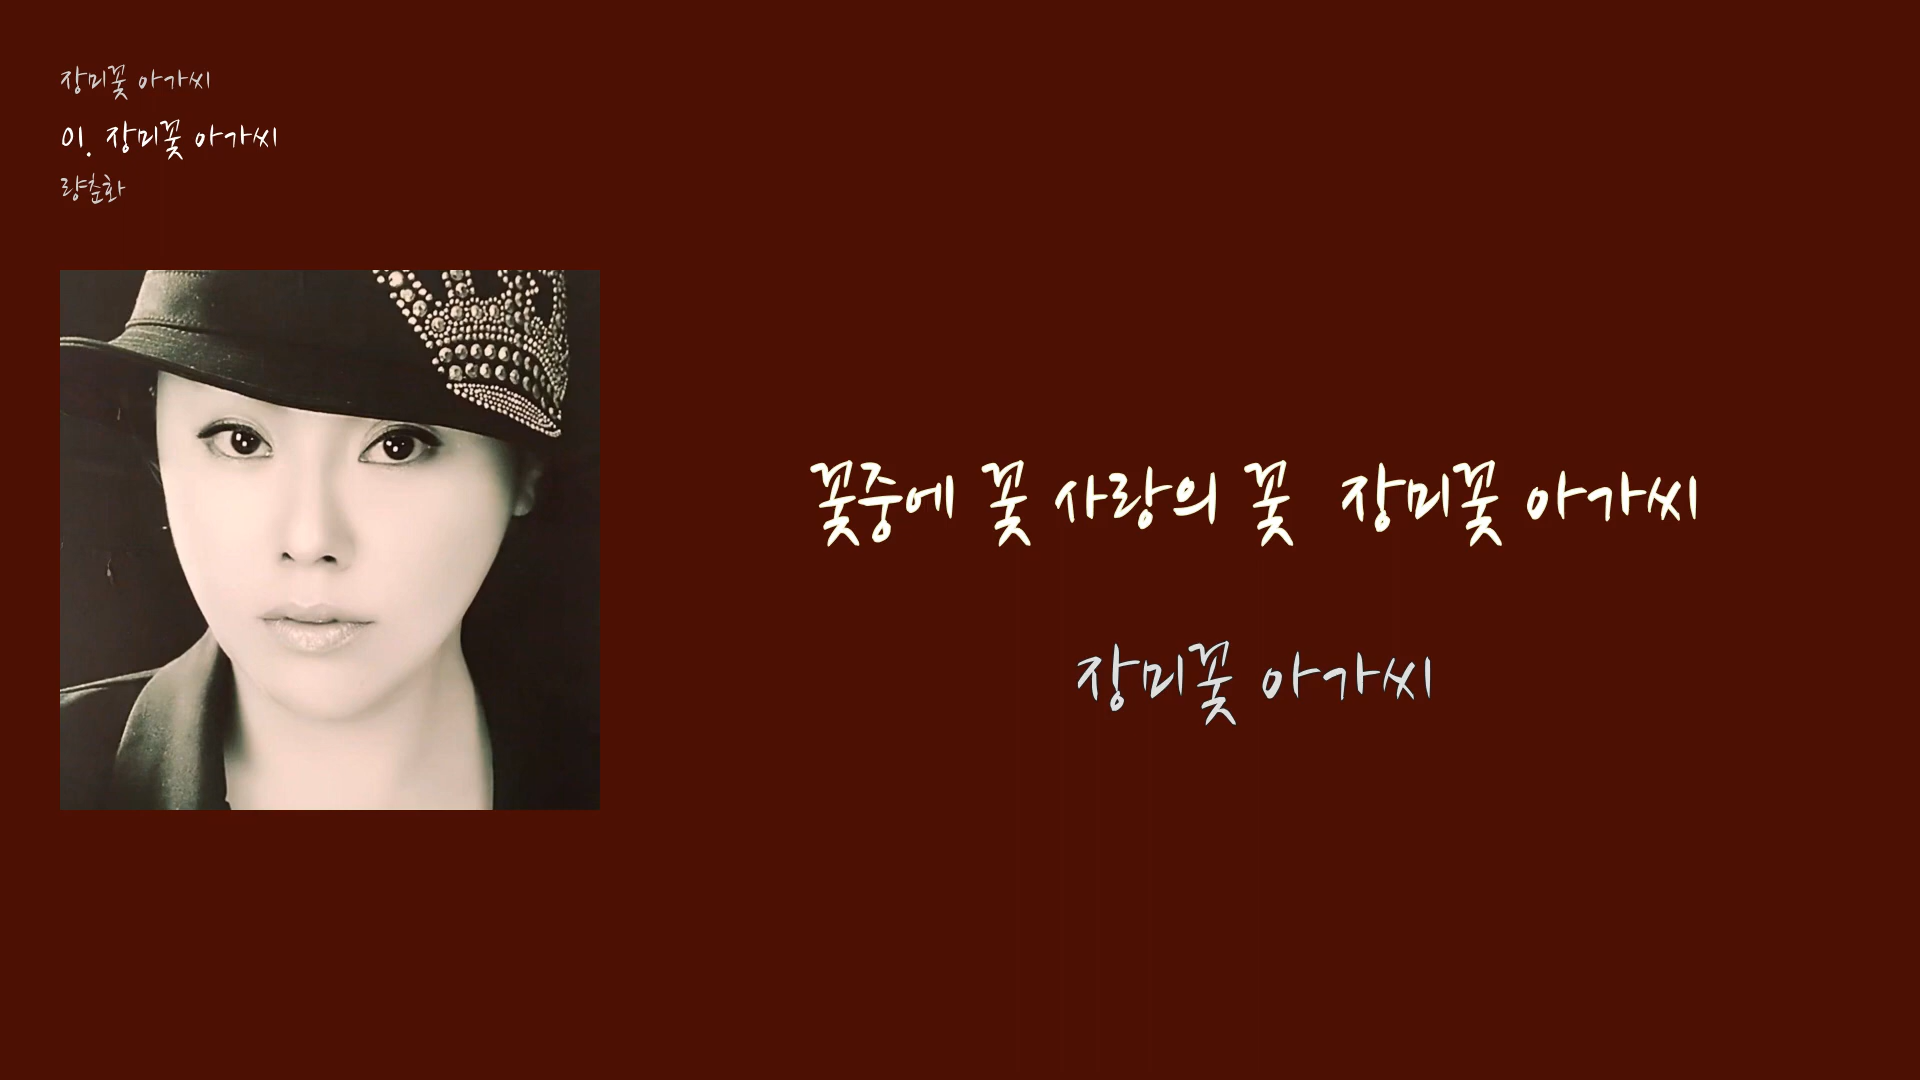 장미꽃 아가씨
01. 장미꽃 아가씨
량춘화
꽃중에 꽃 사랑의 꽃 장미꽃 아가씨
장미꽃 아가씨